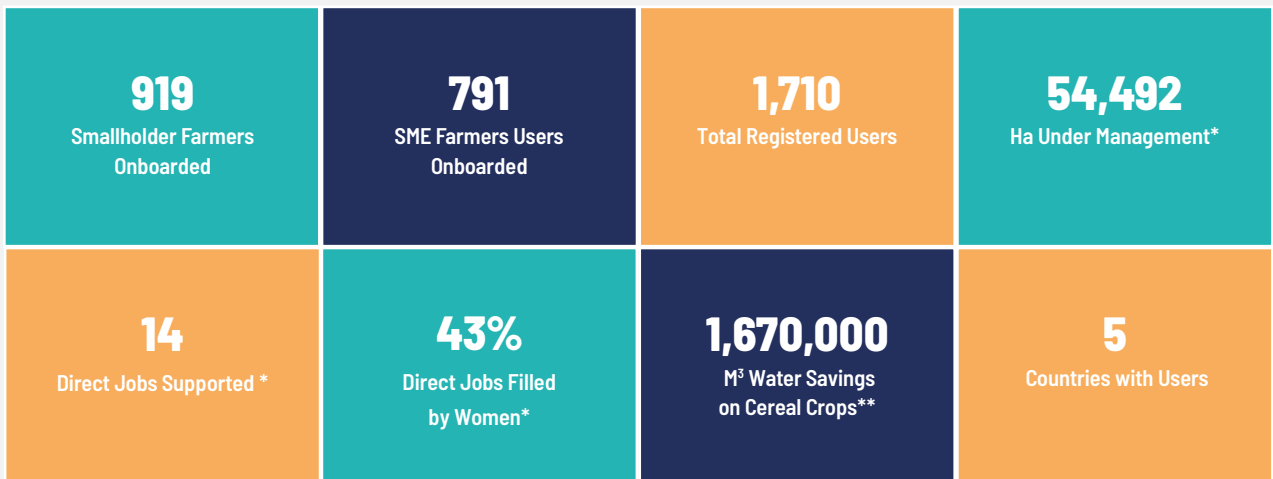 919
Smallholder Farmers
Onboarded
791
SME Farmers Users
Onboarded
1,710
Total Registered Users
54,492
Ha Under Management*
14
Direct Jobs Supported *
43%
Direct Jobs Filled
by Women*
1,670,000
M³ Water Savings
on Cereal Crops**
5
Countries with Users